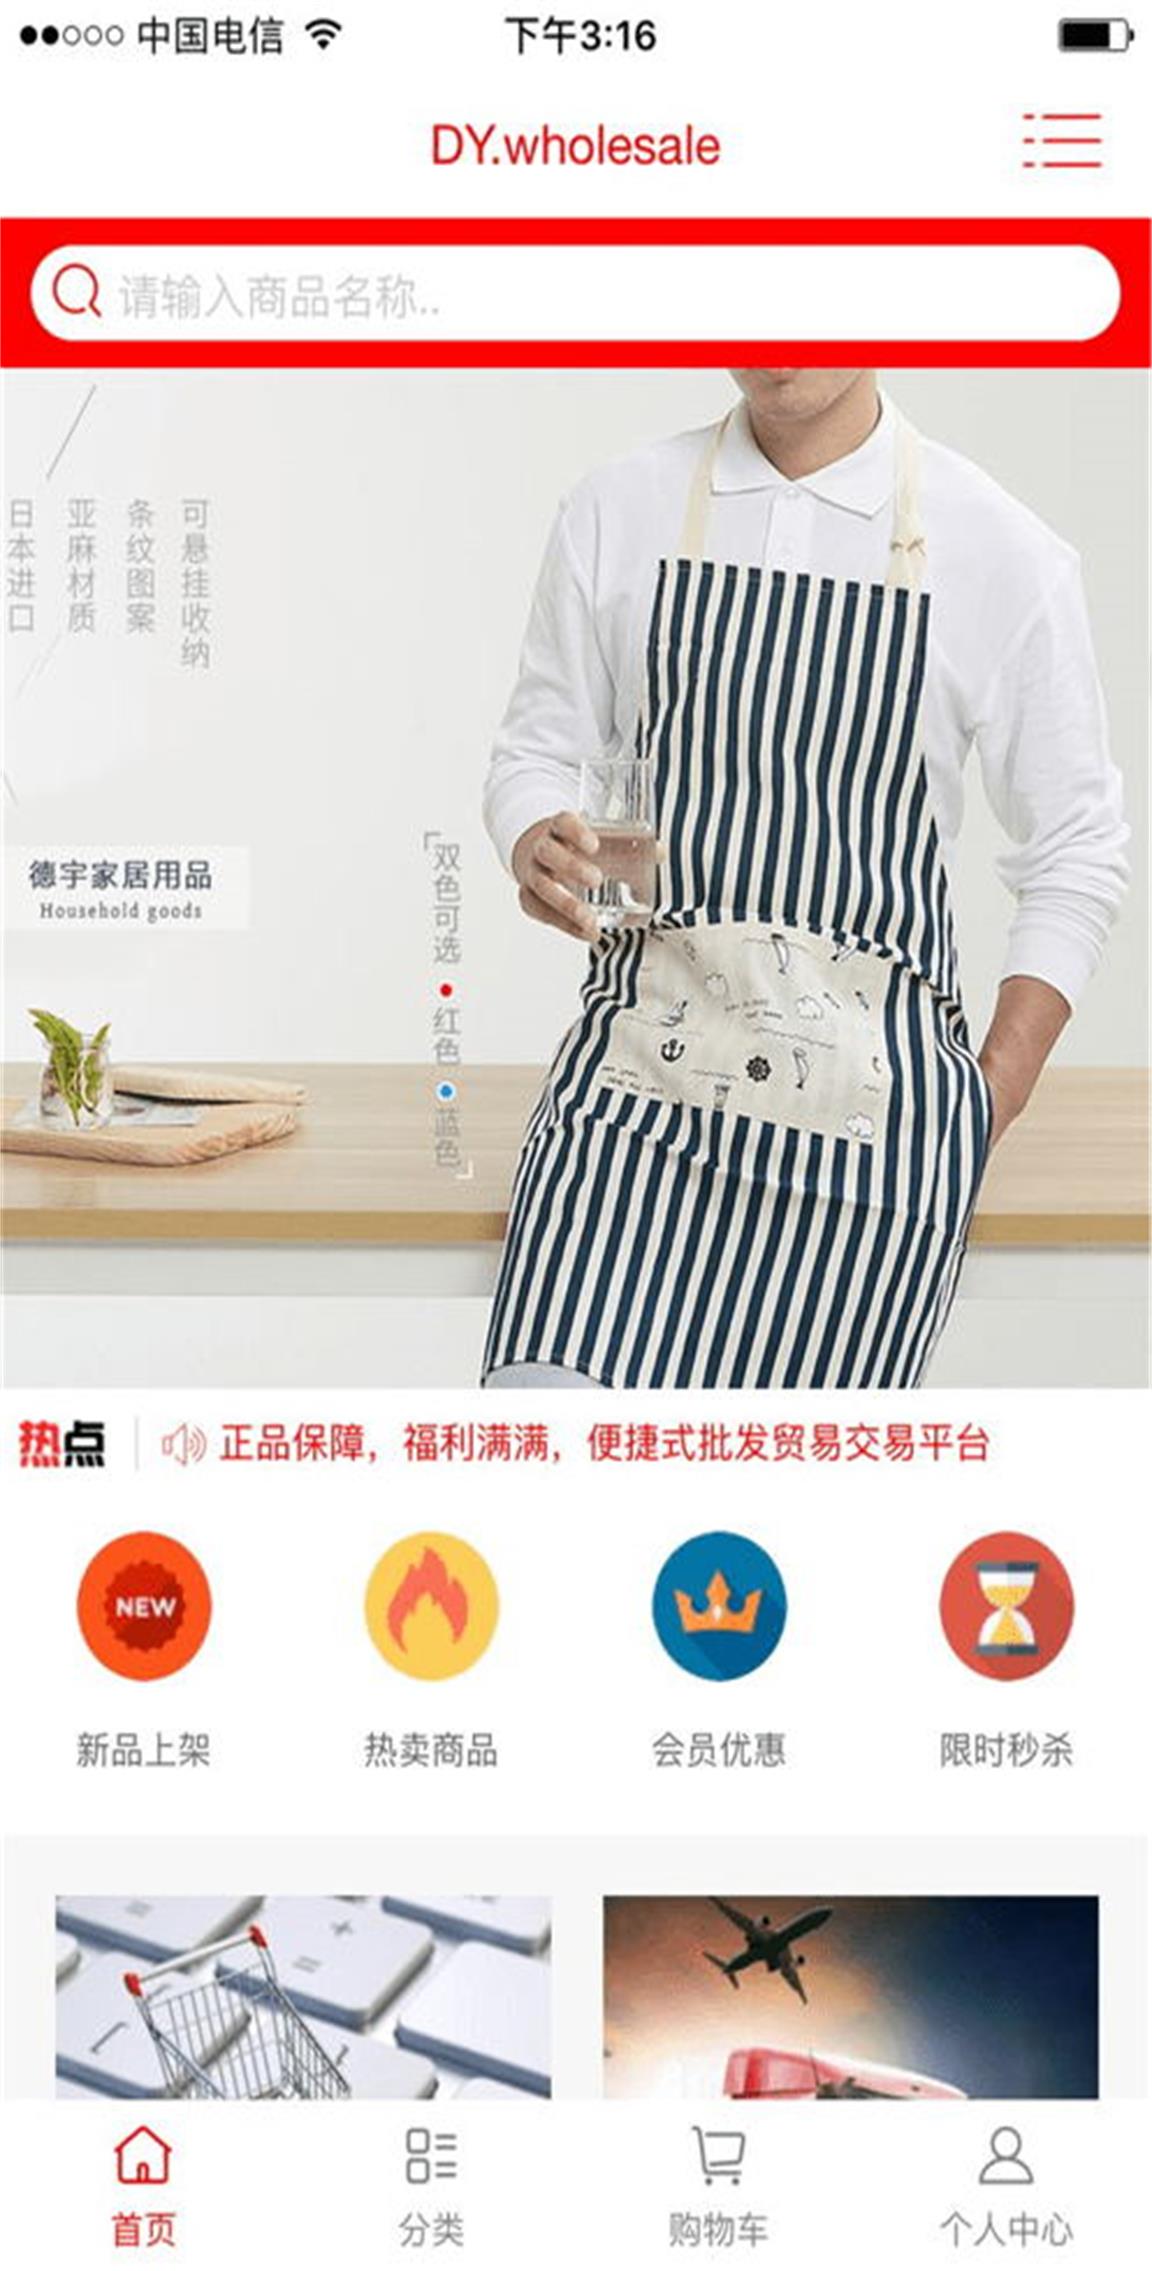 中国电信
下午3:16
DY.wholesale
请输入商品名称..
可悬挂收纳
条纹图案
亚麻材质
日本进口
德宇家居用品
Household goods
双色可选
红色
蓝色
热点
正品保障，福利满满，便捷式批发贸易交易平台
NEW
新品上架
热卖商品
会员优惠
限时秒杀
首页
分类
购物车
个人中心